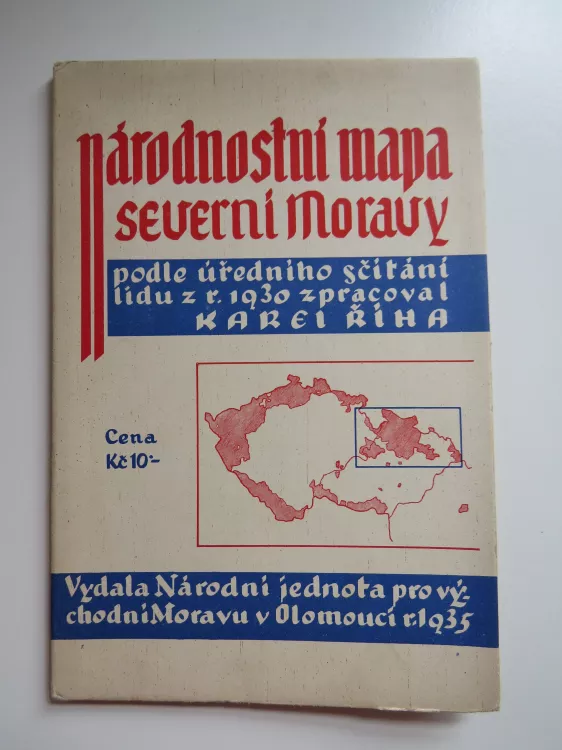 Národnostní mapa
severní Moravy
podle úředního sčítání
lidu z r. 1930 zpracoval
KAREL ŘÍHA
Cena
Kč 10·-
Vydala Národní jednota pro vý-
chodní Moravu v Olomouci r. 1935